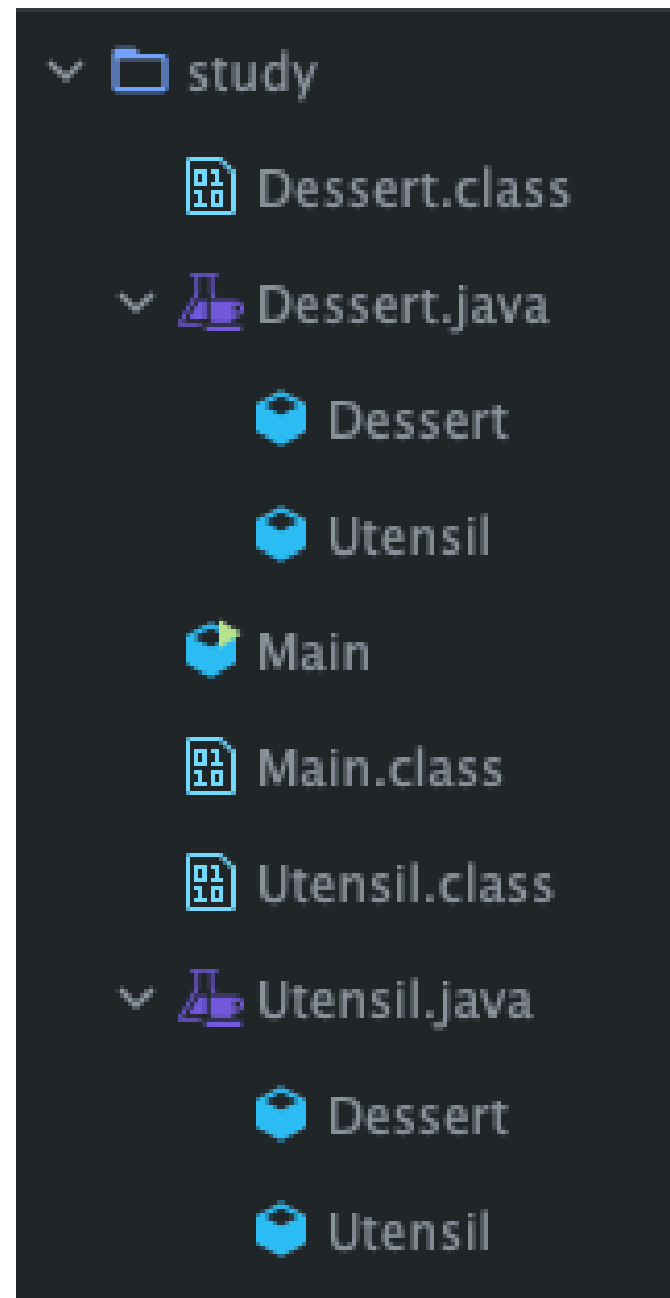 study
Dessert.class
Dessert.java
Dessert
Utensil
Main
Main.class
Utensil.class
Utensil.java
Dessert
Utensil